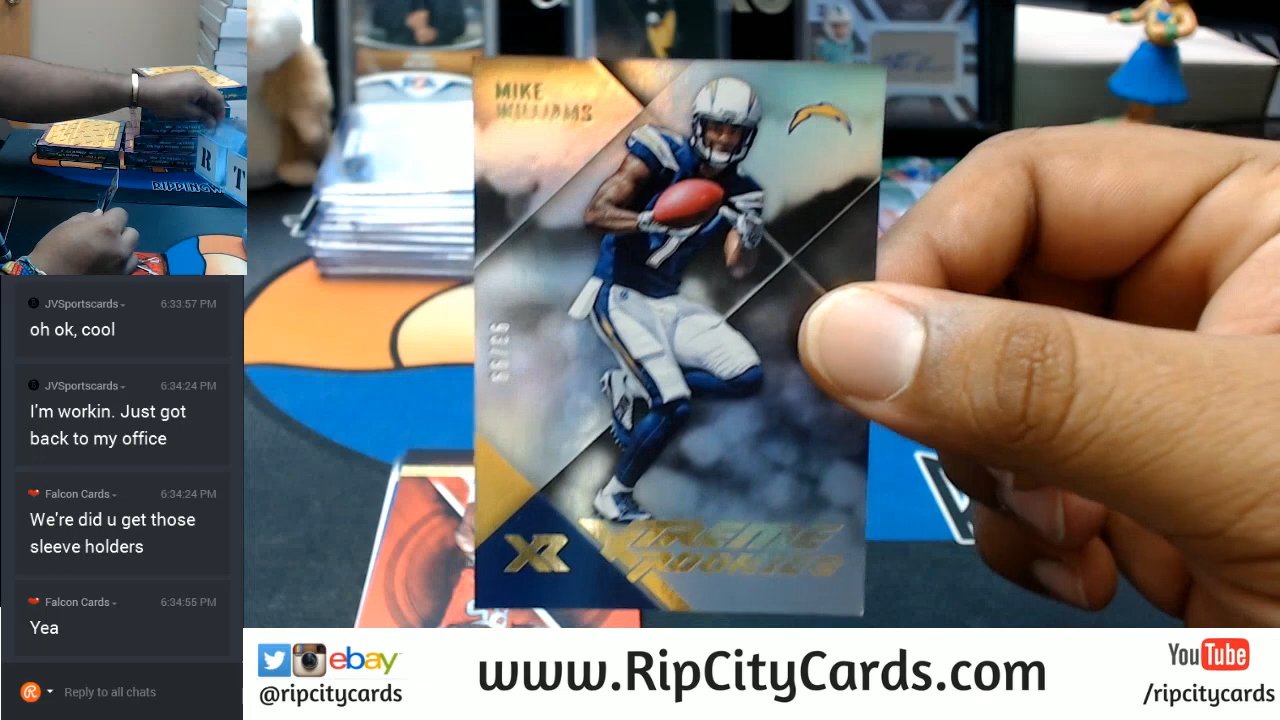 MIKE
WILLIAMS
7
XR
XTREME
ROOKIES
R
T
JVSportscards
6:33:57 PM
oh ok, cool
JVSportscards
6:34:24 PM
I'm workin. Just got
back to my office
Falcon Cards
6:34:24 PM
We're did u get those
sleeve holders
Falcon Cards
6:34:55 PM
Yea
Reply to all chats
ebay
@ripcitycards
www.RipCityCards.com
YouTube
/ripcitycards